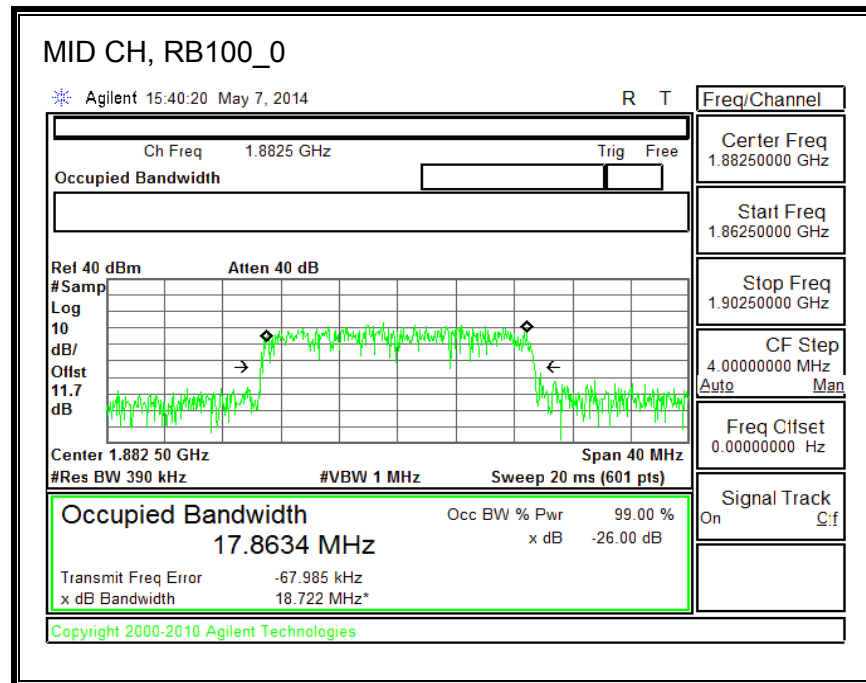 MID CH, RB100_0
Agilent 15:40:20 May 7, 2014 R T
Freq/Channel
Ch Freq 1.8825 GHz Trig Free
Occupied Bandwidth
Center Freq
1.88250000 GHz
Start Freq
1.86250000 GHz
Stop Freq
1.90250000 GHz
CF Step
4.00000000 MHz
Auto Man
Freq Offset
0.00000000 Hz
Signal Track
On Off
Ref 40 dBm Atten 40 dB
#Samp
Log
10
dB/
Offst
11.7
dB
Center 1.882 50 GHz Span 40 MHz
#Res BW 390 kHz #VBW 1 MHz Sweep 20 ms (601 pts)
Occupied Bandwidth Occ BW % Pwr 99.00 %
17.8634 MHz x dB -26.00 dB
Transmit Freq Error -67.985 kHz
x dB Bandwidth 18.722 MHz*
Copyright 2000-2010 Agilent Technologies